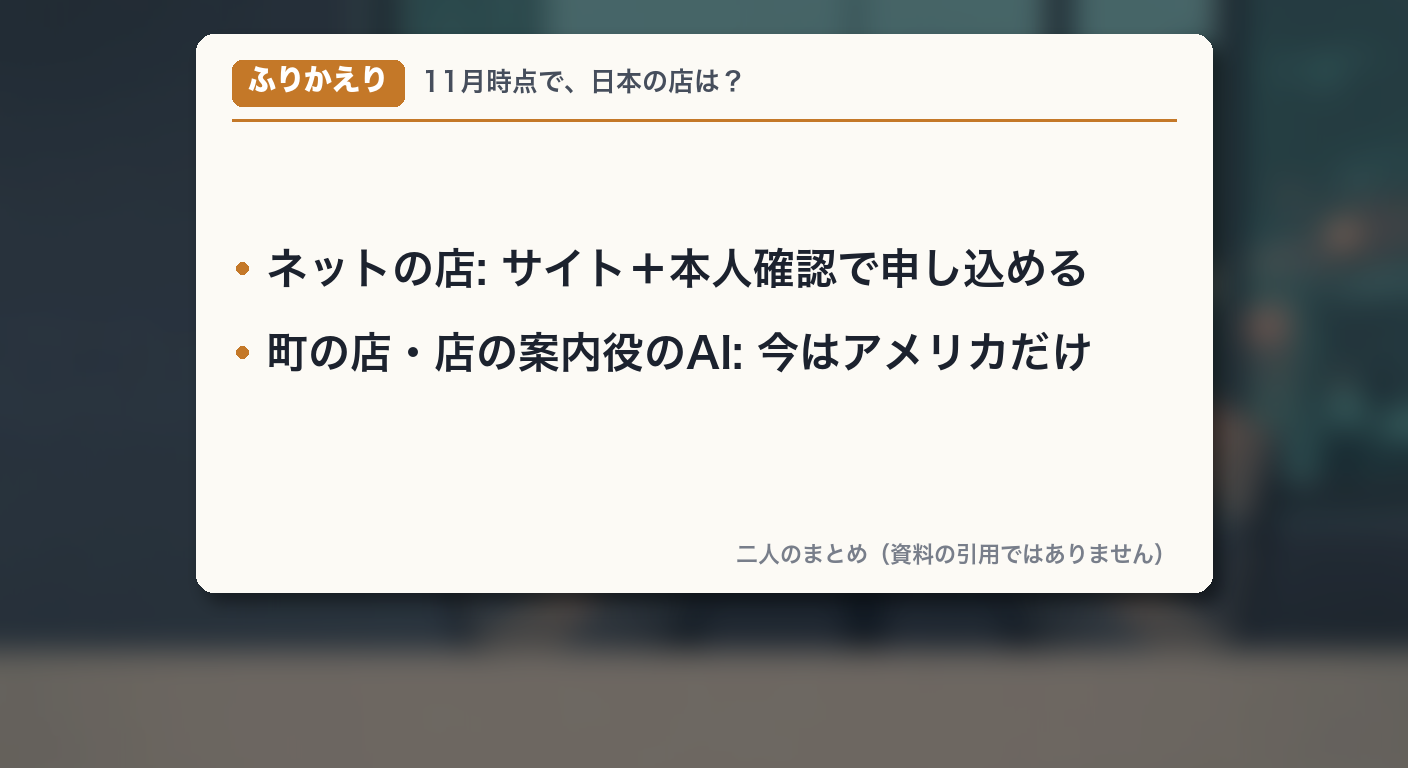 ふりかえり 11月時点で、日本の店は？
• ネットの店: サイト＋本人確認で申し込める
• 町の店・店の案内役のAI: 今はアメリカだけ
二人のまとめ（資料の引用ではありません）